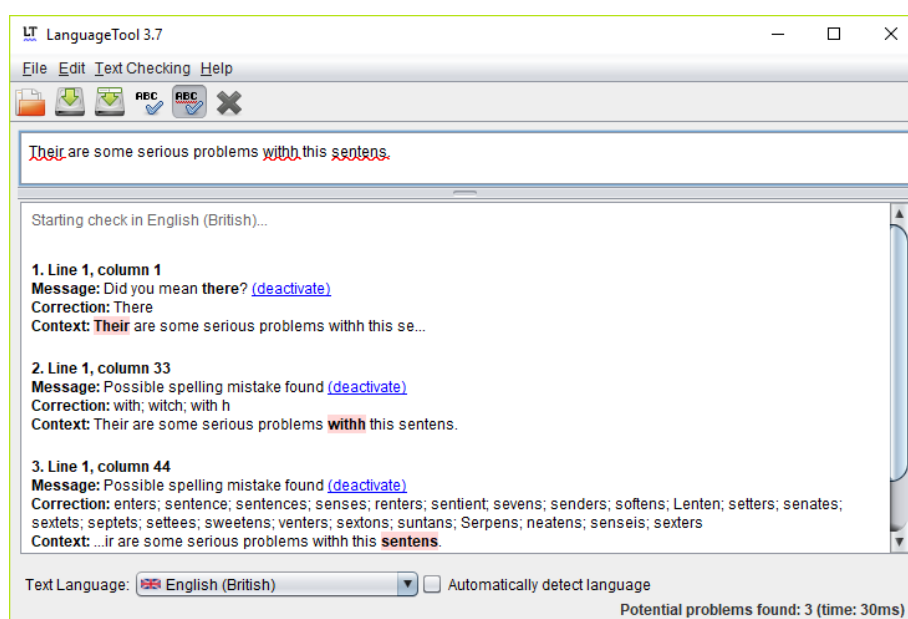 LT LanguageTool 3.7
File Edit Text Checking Help
ABC ABC
Their are some serious problems withh this sentens.
Starting check in English (British)...
1. Line 1, column 1
Message: Did you mean there? (deactivate)
Correction: There
Context: Their are some serious problems withh this se...
2. Line 1, column 33
Message: Possible spelling mistake found (deactivate)
Correction: with; witch; with h
Context: Their are some serious problems withh this sentens.
3. Line 1, column 44
Message: Possible spelling mistake found (deactivate)
Correction: enters; sentence; sentences; senses; renters; sentient; sevens; senders; softens; Lenten; setters; senates;
sextets; septets; settees; sweetens; venters; sextons; suntans; Serpens; neatens; senseis; sexters
Context: ...ir are some serious problems withh this sentens.
Text Language: English (British) Automatically detect language
Potential problems found: 3 (time: 30ms)